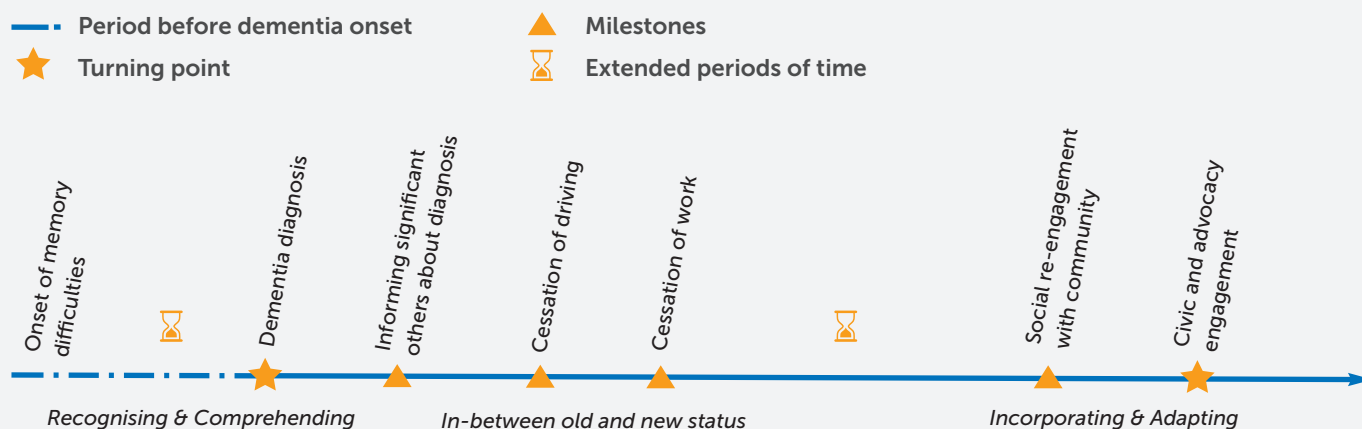 Period before dementia onset
Milestones
Turning point
Extended periods of time
Onset of memory
difficulties
Dementia diagnosis
Informing significant
others about diagnosis
Cessation of driving
Cessation of work
Social re-engagement
with community
Civic and advocacy
engagement
Recognising & Comprehending
In-between old and new status
Incorporating & Adapting